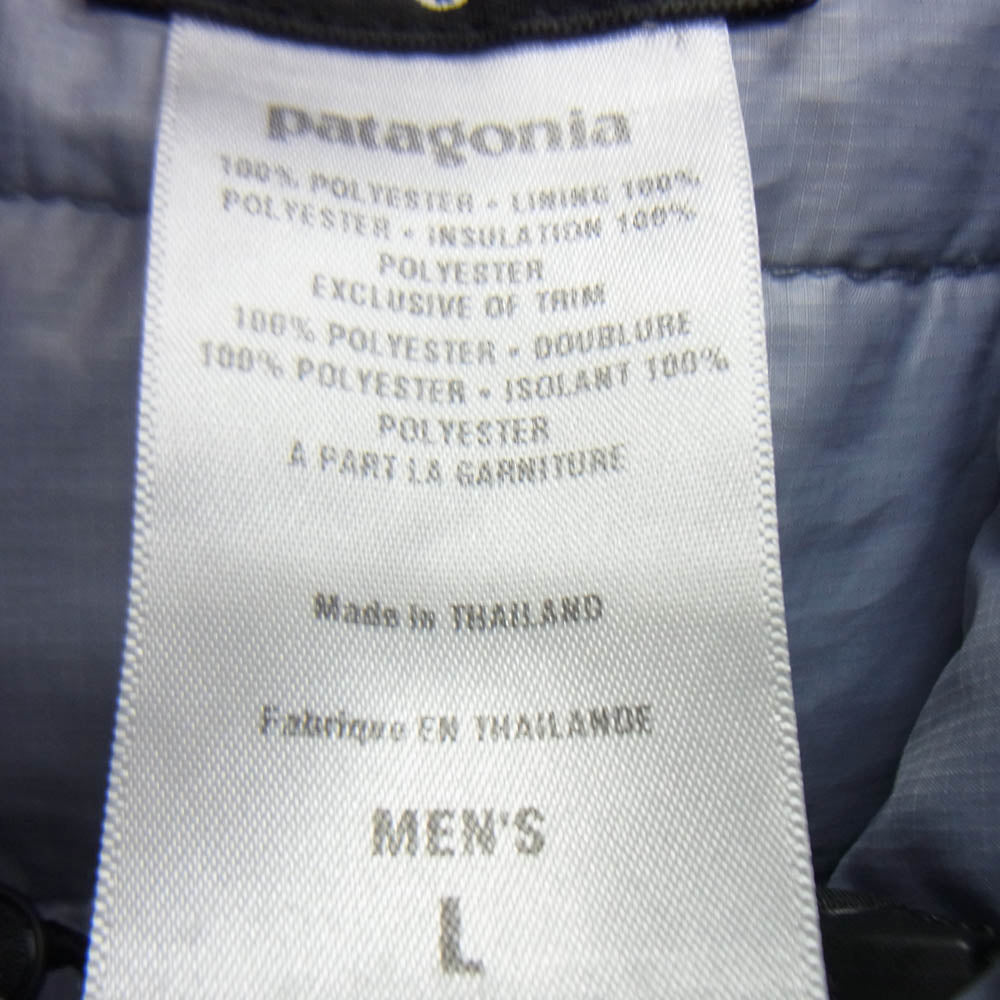 patagonia
100% POLYESTER • LINING 100%
POLYESTER • INSULATION 100%
POLYESTER
EXCLUSIVE OF TRIM
100% POLYESTER • DOUBLURE
100% POLYESTER • ISOLANT 100%
POLYESTER
A PART LA GARNITURE
Made in THAILAND
Fabrique EN THAILANDE
MEN'S
L